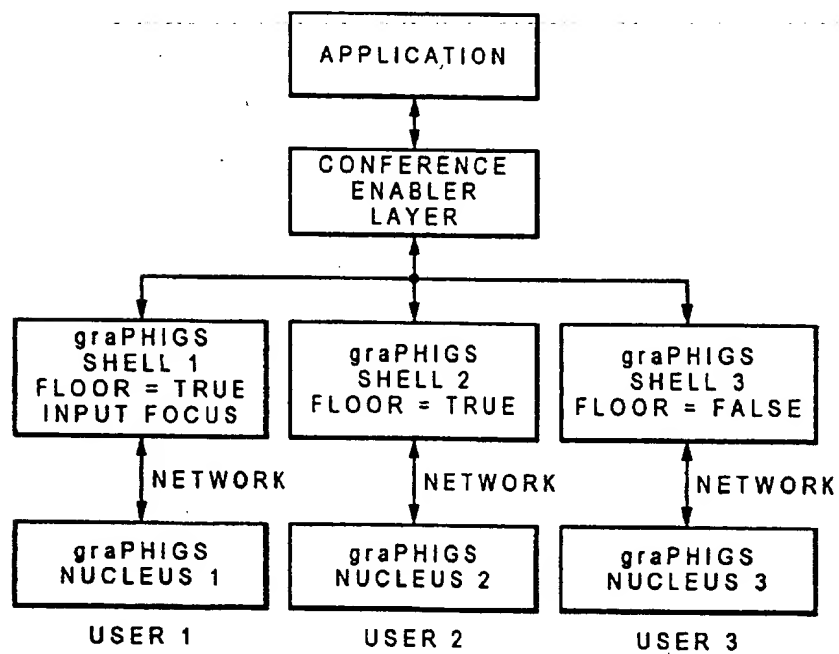 APPLICATION
CONFERENCE
ENABLER
LAYER
graPHIGS
SHELL 1
FLOOR = TRUE
INPUT FOCUS
graPHIGS
SHELL 2
FLOOR = TRUE
graPHIGS
SHELL 3
FLOOR = FALSE
NETWORK
NETWORK
NETWORK
graPHIGS
NUCLEUS 1
graPHIGS
NUCLEUS 2
graPHIGS
NUCLEUS 3
USER 1
USER 2
USER 3